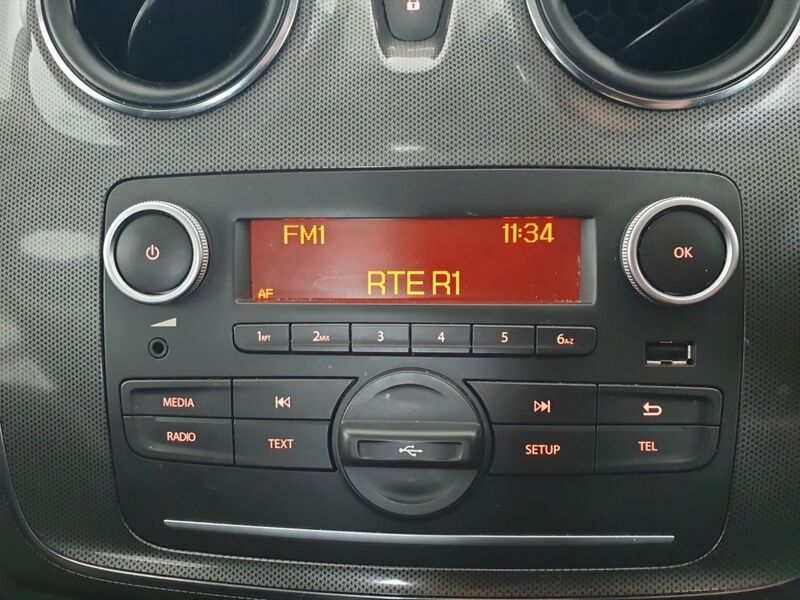 FM1 11:34
AF RTE R1
OK
1RPT 2MIX 3 4 5 6A-Z
MEDIA
RADIO TEXT SETUP TEL